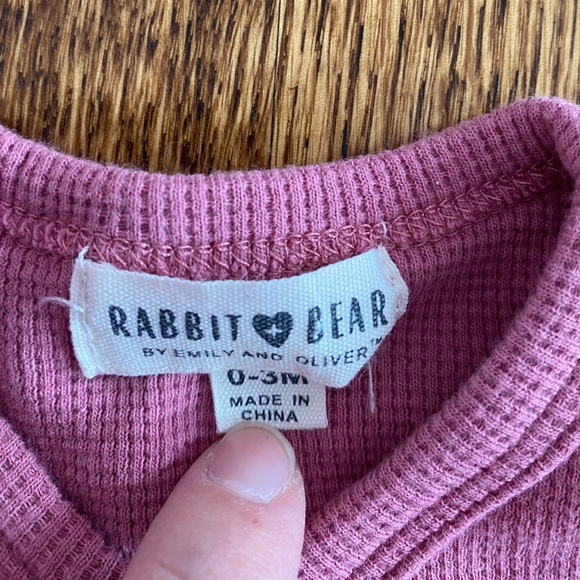 RABBIT BEAR
BY EMILY AND OLIVER™
0-3M
MADE IN
CHINA